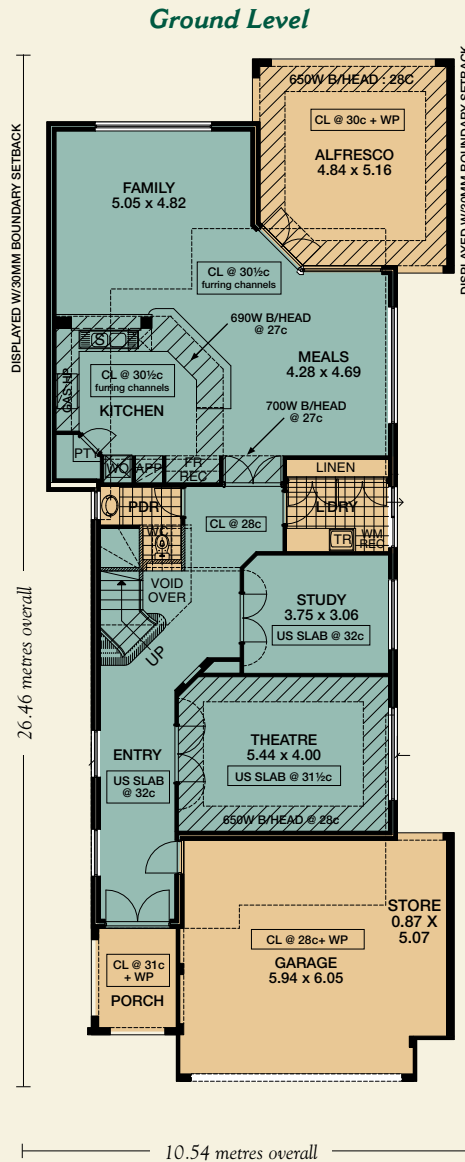 Ground Level
650W B/HEAD : 28C
CL @ 30c + WP
ALFRESCO
4.84 x 5.16
DISPLAYED W/30MM BOUNDARY SETBACK
DISPLAYED W/30MM BOUNDARY SETBACK
FAMILY
5.05 x 4.82
CL @ 30½c
furring channels
690W B/HEAD
@ 27c
S
CL @ 30½c
furring channels
GAS HP
KITCHEN
MEALS
4.28 x 4.69
700W B/HEAD
@ 27c
PTY
WO
APP
FR
REC
LINEN
PDR
L'DRY
CL @ 28c
WC
TR
WM
REC
VOID
OVER
UP
STUDY
3.75 x 3.06
US SLAB @ 32c
26.46 metres overall
ENTRY
US SLAB
@ 32c
THEATRE
5.44 x 4.00
US SLAB @ 31½c
650W B/HEAD @ 28c
STORE
0.87 X
5.07
CL @ 28c+ WP
GARAGE
5.94 x 6.05
CL @ 31c
+ WP
PORCH
10.54 metres overall